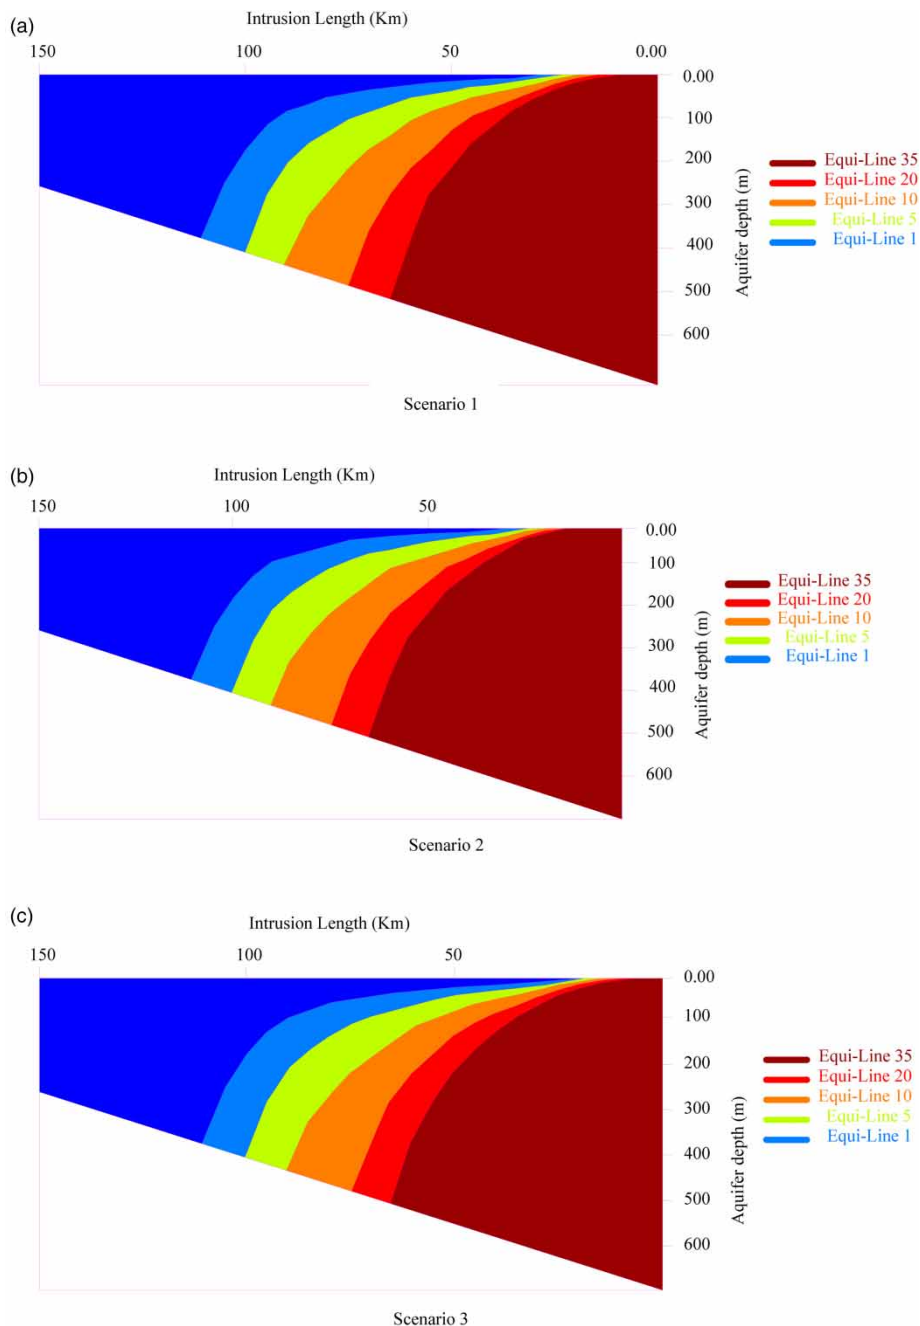 (a)
Intrusion Length (Km)
150 100 50 0.00
0.00
100
200
300
400
500
600
Aquifer depth (m)
Equi-Line 35
Equi-Line 20
Equi-Line 10
Equi-Line 5
Equi-Line 1
Scenario 1
(b)
Intrusion Length (Km)
150 100 50
0.00
100
200
300
400
500
600
Aquifer depth (m)
Equi-Line 35
Equi-Line 20
Equi-Line 10
Equi-Line 5
Equi-Line 1
Scenario 2
(c)
Intrusion Length (Km)
150 100 50
0.00
100
200
300
400
500
600
Aquifer depth (m)
Equi-Line 35
Equi-Line 20
Equi-Line 10
Equi-Line 5
Equi-Line 1
Scenario 3